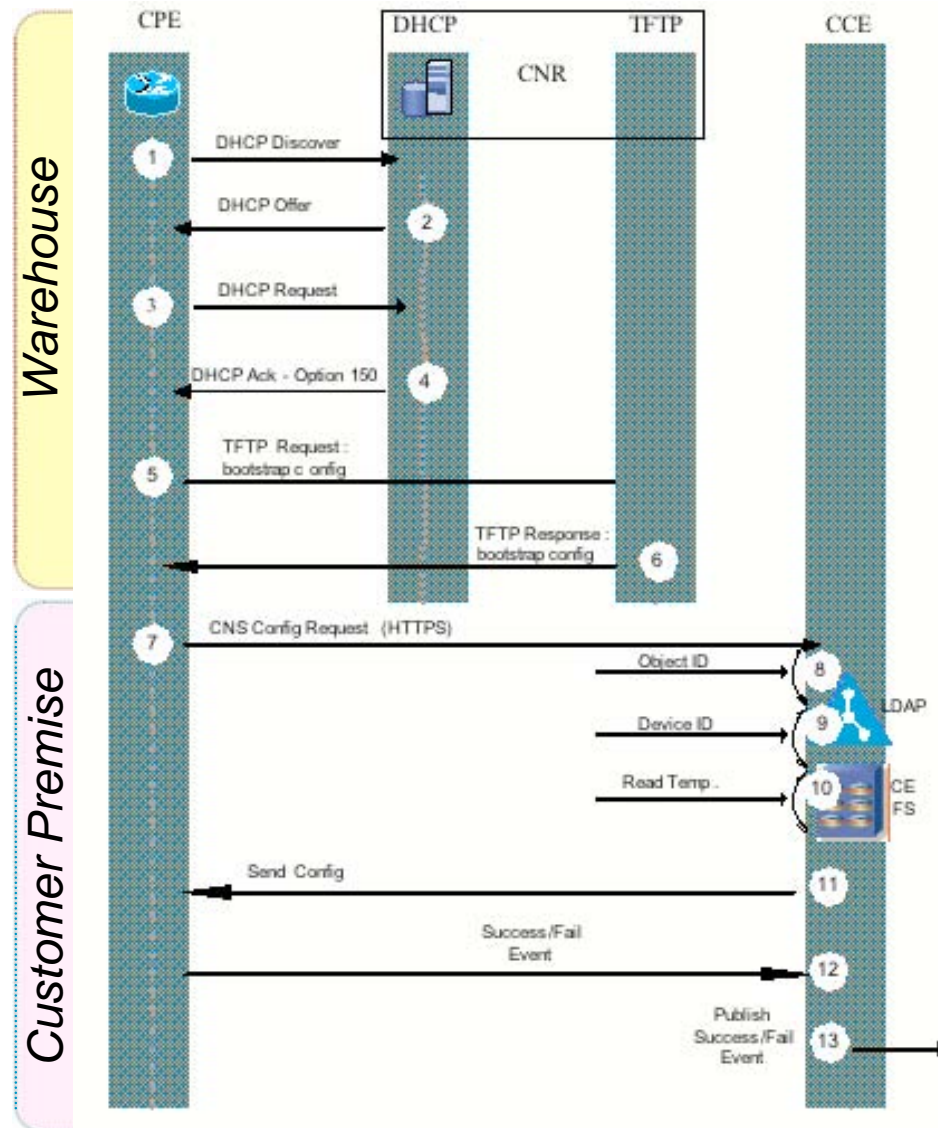 CPE
DHCP
TFTP
CCE
CNR
Warehouse
1
DHCP Discover
DHCP Offer
2
3
DHCP Request
DHCP Ack - Option 150
4
5
TFTP Request :
bootstrap c onfig
TFTP Response :
bootstrap config
6
Customer Premise
7
CNS Config Request (HTTPS)
Object ID
8
LDAP
Device ID
9
Read Temp .
10
CE
FS
Send Config
11
Success/Fail
Event
12
Publish
Success/Fail
Event
13